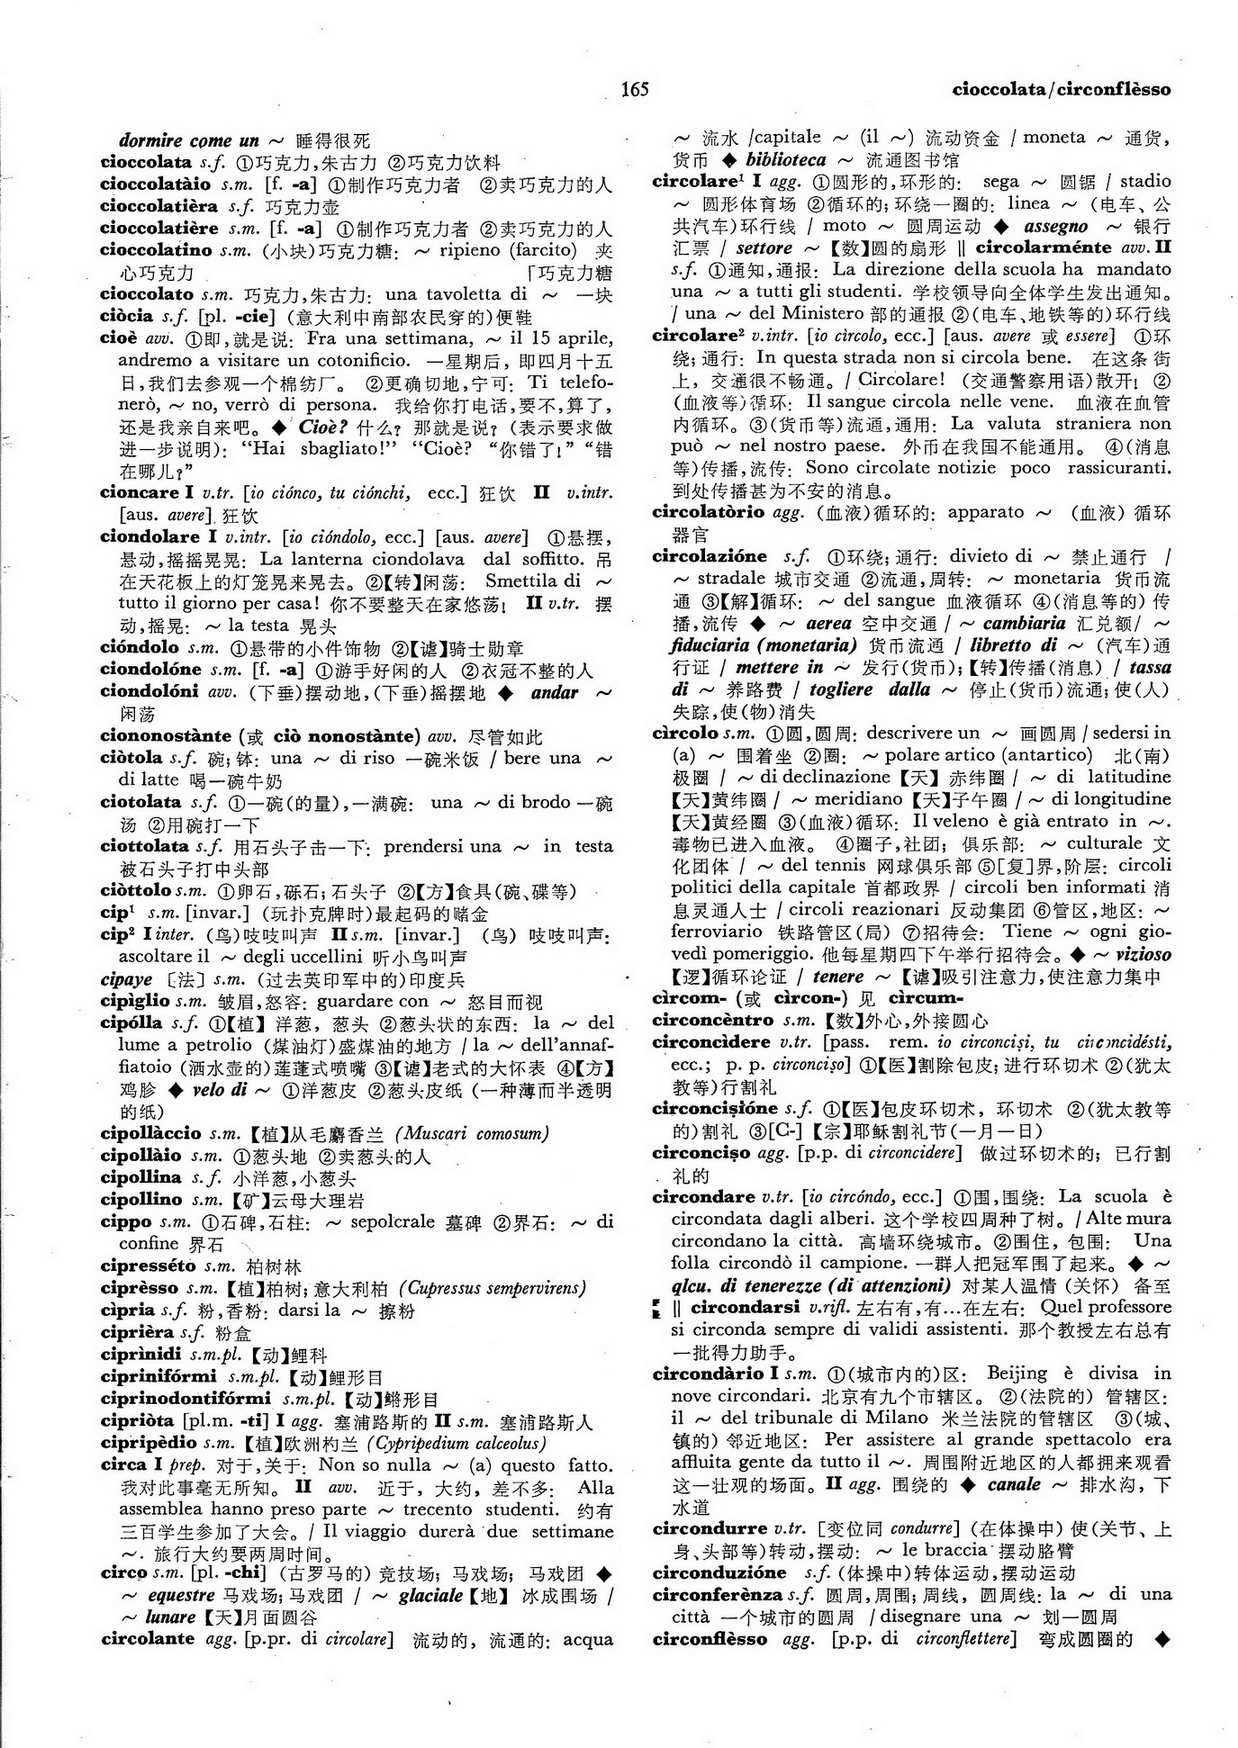 165
cioccolata/circonflèsso
dormire come un ~ 睡得很死
cioccolata s.f. ①巧克力,朱古力 ②巧克力饮料
cioccolatàio s.m. [f. -a] ①制作巧克力者 ②卖巧克力的人
cioccolatièra s.f. 巧克力壶
cioccolatière s.m. [f. -a] ①制作巧克力者 ②卖巧克力的人
cioccolatino s.m. (小块)巧克力糖: ~ ripieno (farcito) 夹
心巧克力 「巧克力糖
cioccolato s.m. 巧克力,朱古力: una tavoletta di ~ 一块
ciòcia s.f. [pl. -cie] (意大利中南部农民穿的)便鞋
cioè avv. ①即,就是说: Fra una settimana, ~ il 15 aprile,
andremo a visitare un cotonificio. 一星期后, 即四月十五
日,我们去参观一个棉纺厂。 ②更确切地,宁可: Ti telefo-
nerò, ~ no, verrò di persona. 我给你打电话,要不,算了,
还是我亲自来吧。◆ Cioè? 什么? 那就是说? (表示要求做
进一步说明): “Hai sbagliato!” “Cioè? “你错了!” “错
在哪儿?”
cioncare I v.tr. [io ciónco, tu ciónchi, ecc.] 狂饮 II v.intr.
[aus. avere] 狂饮
ciondolare I v.intr. [io cióndolo, ecc.] [aus. avere] ①悬摆,
悬动,摇摇晃晃: La lanterna ciondolava dal soffitto. 吊
在天花板上的灯笼晃来晃去。②【转】闲荡: Smettila di ~
tutto il giorno per casa! 你不要整天在家悠荡! II v.tr. 摆
动,摇晃: ~ la testa 晃头
cióndolo s.m. ①悬带的小件饰物 ②【谑】骑士勋章
ciondolóne s.m. [f. -a] ①游手好闲的人 ②衣冠不整的人
ciondolóni avv. (下垂)摆动地,(下垂)摇摆地 ◆ andar ~
闲荡
ciononostànte (或 ciò nonostànte) avv. 尽管如此
ciòtola s.f. 碗; 钵: una ~ di riso 一碗米饭 / bere una ~
di latte 喝一碗牛奶
ciotolata s.f. ①一碗(的量),一满碗: una ~ di brodo 一碗
汤 ②用碗打一下
ciottolata s.f. 用石头子击一下: prendersi una ~ in testa
被石头子打中头部
ciòttolo s.m. ①卵石,砾石; 石头子 ②【方】食具(碗、碟等)
cip¹ s.m. [invar.] (玩扑克牌时)最起码的赌金
cip² I inter. (鸟)吱吱叫声 II s.m. [invar.] (鸟) 吱吱叫声:
ascoltare il ~ degli uccellini 听小鸟叫声
cipaye 〔法〕s.m. (过去英印军中的)印度兵
cipìglio s.m. 皱眉,怒容: guardare con ~ 怒目而视
cipólla s.f. ①【植】洋葱, 葱头 ②葱头状的东西: la ~ del
lume a petrolio (煤油灯)盛煤油的地方 / la ~ dell'annaf-
fiatoio (洒水壶的)莲蓬式喷嘴 ③【谑】老式的大怀表 ④【方】
鸡胗 ◆ velo di ~ ①洋葱皮 ②葱头皮纸 (一种薄而半透明
的纸)
cipollàccio s.m. 【植】从毛麝香兰 (Muscari comosum)
cipollàio s.m. ①葱头地 ②卖葱头的人
cipollina s.f. 小洋葱,小葱头
cipollino s.m. 【矿】云母大理岩
cippo s.m. ①石碑,石柱: ~ sepolcrale 墓碑 ②界石: ~ di
confine 界石
cipresséto s.m. 柏树林
ciprèsso s.m. 【植】柏树; 意大利柏 (Cupressus sempervirens)
cìpria s.f. 粉,香粉: darsi la ~ 搽粉
ciprièra s.f. 粉盒
ciprìnidi s.m.pl. 【动】鲤科
ciprinifórmi s.m.pl. 【动】鲤形目
ciprinodontifórmi s.m.pl. 【动】鳉形目
cipriòta [pl.m. -ti] I agg. 塞浦路斯的 II s.m. 塞浦路斯人
cipripèdio s.m. 【植】欧洲杓兰 (Cypripedium calceolus)
circa I prep. 对于,关于: Non so nulla ~ (a) questo fatto.
我对此事毫无所知。 II avv. 近于, 大约, 差不多: Alla
assemblea hanno preso parte ~ trecento studenti. 约有
三百学生参加了大会。/ Il viaggio durerà due settimane
~. 旅行大约要两周时间。
circo s.m. [pl. -chi] (古罗马的) 竞技场; 马戏场; 马戏团 ◆
~ equestre 马戏场; 马戏团 / ~ glaciale 【地】 冰成围场 /
~ lunare 【天】月面圆谷
circolante agg. [p.pr. di circolare] 流动的, 流通的: acqua
~ 流水 /capitale ~ (il ~) 流动资金 / moneta ~ 通货,
货币 ◆ biblioteca ~ 流通图书馆
circolare¹ I agg. ①圆形的,环形的: sega ~ 圆锯 / stadio
~ 圆形体育场 ②循环的; 环绕一圈的: linea ~ (电车、公
共汽车)环行线 / moto ~ 圆周运动 ◆ assegno ~ 银行
汇票 / settore ~ 【数】圆的扇形 ‖ circolarménte avv. II
s.f. ①通知,通报: La direzione della scuola ha mandato
una ~ a tutti gli studenti. 学校领导向全体学生发出通知。
/ una ~ del Ministero 部的通报 ②(电车、地铁等的)环行线
circolare² v.intr. [io cìrcolo, ecc.] [aus. avere 或 essere] ①环
绕; 通行: In questa strada non si circola bene. 在这条街
上, 交通很不畅通。/ Circolare! (交通警察用语)散开! ②
(血液等)循环: Il sangue circola nelle vene. 血液在血管
内循环。③(货币等)流通,通用: La valuta straniera non
può ~ nel nostro paese. 外币在我国不能通用。 ④(消息
等)传播,流传: Sono circolate notizie poco rassicuranti.
到处传播甚为不安的消息。
circolatòrio agg. (血液)循环的: apparato ~ (血液) 循环
器官
circolazióne s.f. ①环绕; 通行: divieto di ~ 禁止通行 /
~ stradale 城市交通 ②流通,周转: ~ monetaria 货币流
通 ③【解】循环: ~ del sangue 血液循环 ④(消息等的) 传
播,流传 ◆ ~ aerea 空中交通 / ~ cambiaria 汇兑额/ ~
fiduciaria (monetaria) 货币流通 / libretto di ~ (汽车)通
行证 / mettere in ~ 发行(货币);【转】传播(消息) / tassa
di ~ 养路费 / togliere dalla ~ 停止(货币)流通; 使(人)
失踪,使(物)消失
cìrcolo s.m. ①圆,圆周: descrivere un ~ 画圆周 / sedersi in
(a) ~ 围着坐 ②圈: ~ polare artico (antartico) 北(南)
极圈 / ~ di declinazione 【天】 赤纬圈 / ~ di latitudine
【天】黄纬圈 / ~ meridiano 【天】子午圈 / ~ di longitudine
【天】黄经圈 ③(血液)循环: Il veleno è già entrato in ~.
毒物已进入血液。 ④圈子,社团; 俱乐部: ~ culturale 文
化团体 / ~ del tennis 网球俱乐部 ⑤[复]界,阶层: circoli
politici della capitale 首都政界 / circoli ben informati 消
息灵通人士 / circoli reazionari 反动集团 ⑥管区,地区: ~
ferroviario 铁路管区(局) ⑦招待会: Tiene ~ ogni gio-
vedì pomeriggio. 他每星期四下午举行招待会。◆ ~ vizioso
【逻】循环论证 / tenere ~ 【谑】吸引注意力,使注意力集中
cìrcom- (或 cìrcon-) 见 cìrcum-
circoncèntro s.m. 【数】外心,外接圆心
circoncìdere v.tr. [pass. rem. io circoncisi, tu circoncidésti,
ecc.; p. p. circonciso] ①【医】割除包皮; 进行环切术 ②(犹太
教等)行割礼
circoncisióne s.f. ①【医】包皮环切术, 环切术 ②(犹太教等
的)割礼 ③[C-] 【宗】耶稣割礼节(一月一日)
circonciso agg. [p.p. di circoncidere] 做过环切术的; 已行割
礼的
circondare v.tr. [io circóndo, ecc.] ①围,围绕: La scuola è
circondata dagli alberi. 这个学校四周种了树。/ Alte mura
circondano la città. 高墙环绕城市。②围住, 包围: Una
folla circondò il campione. 一群人把冠军围了起来。◆ ~
qlcu. di tenerezze (di attenzioni) 对某人温情 (关怀) 备至
‖ circondarsi v.rifl. 左右有,有…在左右: Quel professore
si circonda sempre di validi assistenti. 那个教授左右总有
一批得力助手。
circondàrio I s.m. ①(城市内的)区: Beijing è divisa in
nove circondari. 北京有九个市辖区。 ②(法院的) 管辖区:
il ~ del tribunale di Milano 米兰法院的管辖区 ③(城、
镇的) 邻近地区: Per assistere al grande spettacolo era
affluita gente da tutto il ~. 周围附近地区的人都拥来观看
这一壮观的场面。II agg. 围绕的 ◆ canale ~ 排水沟, 下
水道
circondurre v.tr. [变位同 condurre] (在体操中) 使(关节、上
身、头部等)转动,摆动: ~ le braccia 摆动胳臂
circonduzióne s.f. (体操中)转体运动,摆动运动
circonferènza s.f. 圆周,周围; 周线, 圆周线: la ~ di una
città 一个城市的圆周 / disegnare una ~ 划一圆周
circonflèsso agg. [p.p. di circonflettere] 弯成圆圈的 ◆